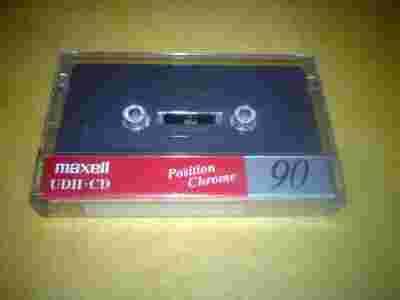 maxell
UDII·CD
Position
Chrome
90